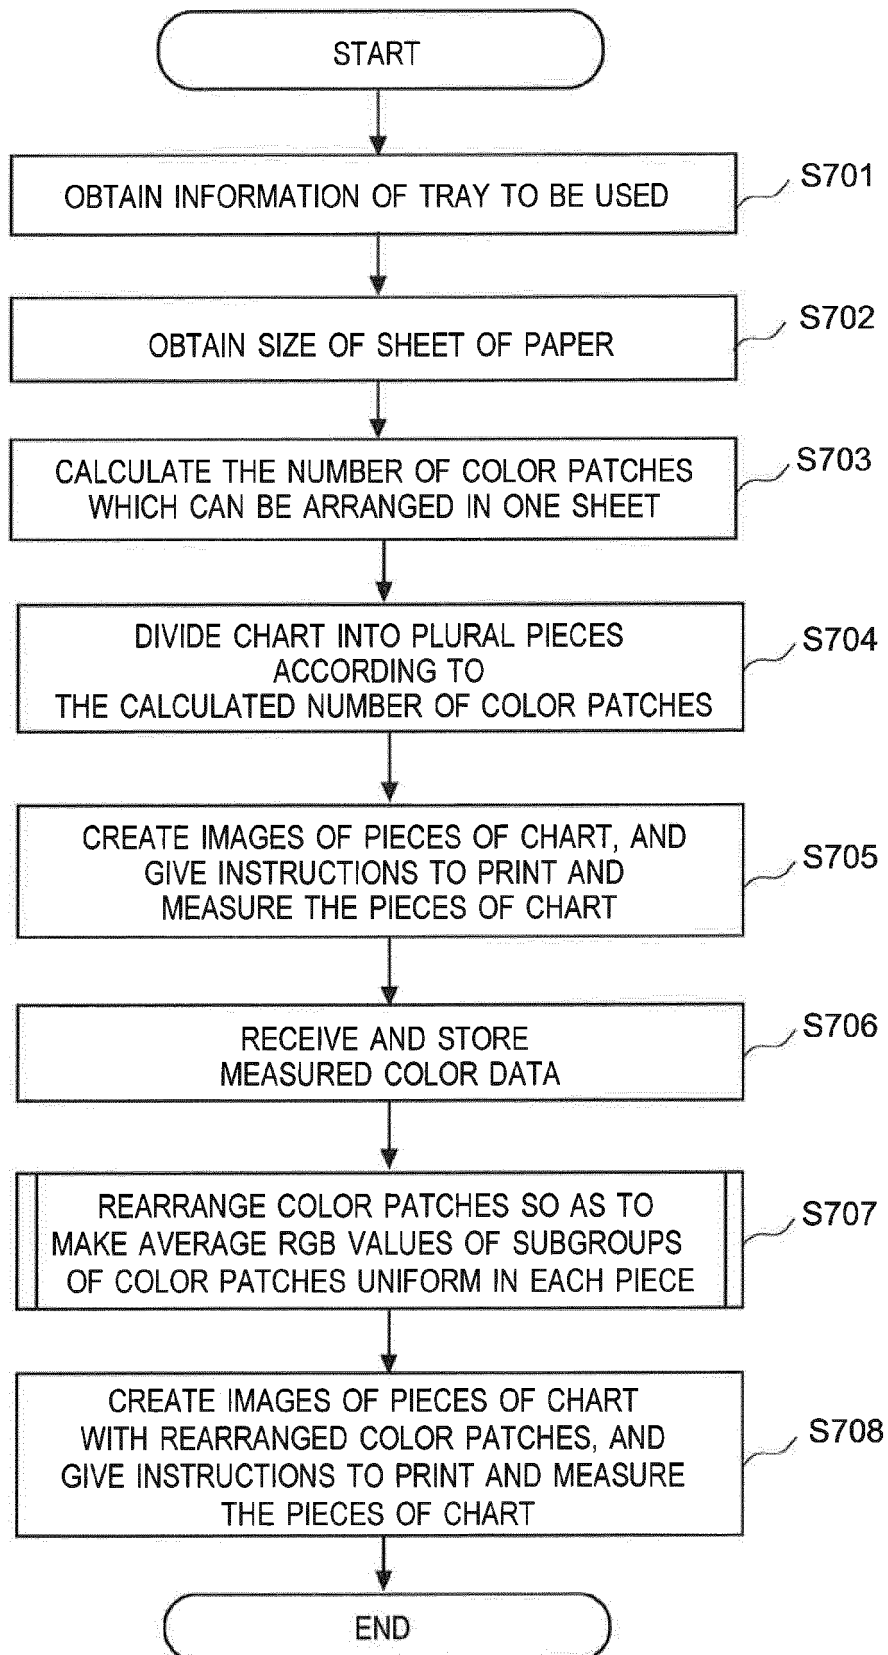 START
OBTAIN INFORMATION OF TRAY TO BE USED
S701
OBTAIN SIZE OF SHEET OF PAPER
S702
CALCULATE THE NUMBER OF COLOR PATCHES
WHICH CAN BE ARRANGED IN ONE SHEET
S703
DIVIDE CHART INTO PLURAL PIECES
ACCORDING TO
THE CALCULATED NUMBER OF COLOR PATCHES
S704
CREATE IMAGES OF PIECES OF CHART, AND
GIVE INSTRUCTIONS TO PRINT AND
MEASURE THE PIECES OF CHART
S705
RECEIVE AND STORE
MEASURED COLOR DATA
S706
REARRANGE COLOR PATCHES SO AS TO
MAKE AVERAGE RGB VALUES OF SUBGROUPS
OF COLOR PATCHES UNIFORM IN EACH PIECE
S707
CREATE IMAGES OF PIECES OF CHART
WITH REARRANGED COLOR PATCHES, AND
GIVE INSTRUCTIONS TO PRINT AND MEASURE
THE PIECES OF CHART
S708
END